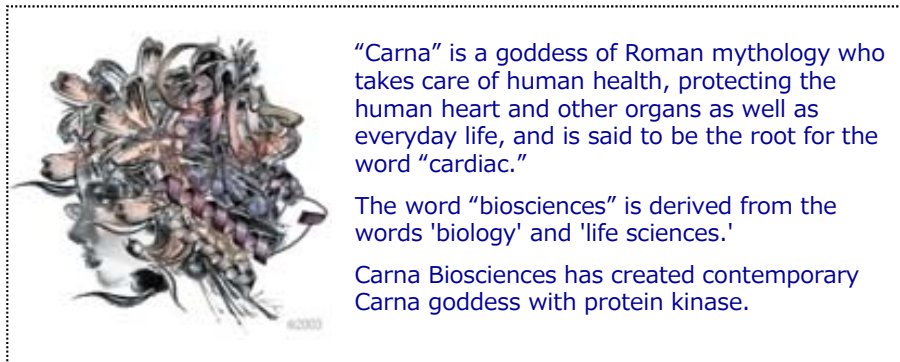 “Carna” is a goddess of Roman mythology who
takes care of human health, protecting the
human heart and other organs as well as
everyday life, and is said to be the root for the
word “cardiac.”
The word “biosciences” is derived from the
words 'biology' and 'life sciences.'
Carna Biosciences has created contemporary
Carna goddess with protein kinase.
©2003